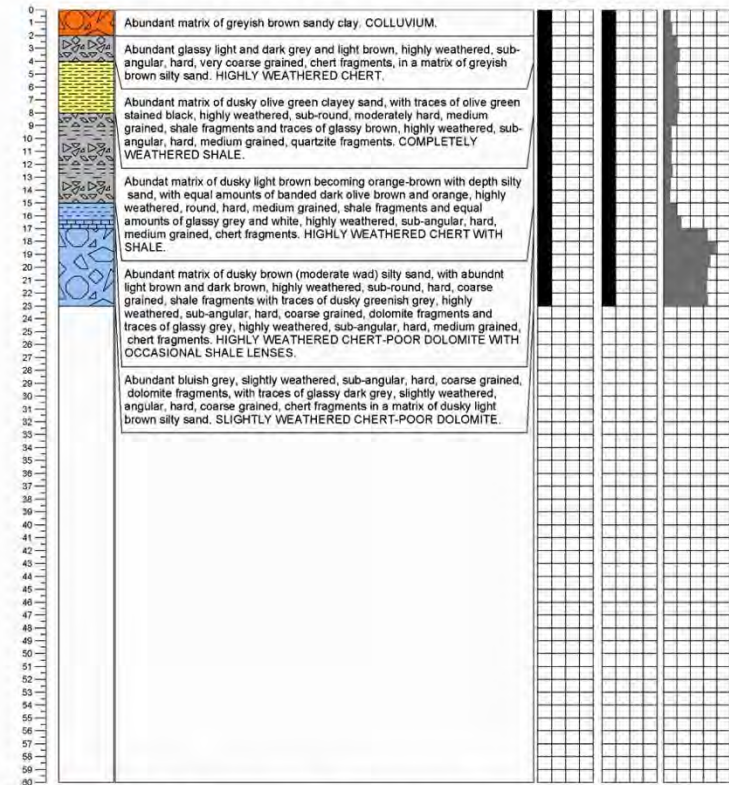 0
1
2
3
4
5
6
7
8
9
10
11
12
13
14
15
16
17
18
19
20
21
22
23
24
25
26
27
28
29
30
31
32
33
34
35
36
37
38
39
40
41
42
43
44
45
46
47
48
49
50
51
52
53
54
55
56
57
58
59
60
Abundant matrix of greyish brown sandy clay. COLLUVIUM.
Abundant glassy light and dark grey and light brown, highly weathered, sub-
angular, hard, very coarse grained, chert fragments, in a matrix of greyish
brown silty sand. HIGHLY WEATHERED CHERT.
Abundant matrix of dusky olive green clayey sand, with traces of olive green
stained black, highly weathered, sub-round, moderately hard, medium
grained, shale fragments and traces of glassy brown, highly weathered, sub-
angular, hard, medium grained, quartzite fragments. COMPLETELY
WEATHERED SHALE.
Abundat matrix of dusky light brown becoming orange-brown with depth silty
sand, with equal amounts of banded dark olive brown and orange, highly
weathered, round, hard, medium grained, shale fragments and equal
amounts of glassy grey and white, highly weathered, sub-angular, hard,
medium grained, chert fragments. HIGHLY WEATHERED CHERT WITH
SHALE.
Abundant matrix of dusky brown (moderate wad) silty sand, with abundnt
light brown and dark brown, highly weathered, sub-round, hard, coarse
grained, shale fragments with traces of dusky greenish grey, highly
weathered, sub-angular, hard, coarse grained, dolomite fragments and
traces of glassy grey, highly weathered, sub-angular, hard, medium grained,
chert fragments. HIGHLY WEATHERED CHERT-POOR DOLOMITE WITH
OCCASIONAL SHALE LENSES.
Abundant bluish grey, slightly weathered, sub-angular, hard, coarse grained,
dolomite fragments, with traces of glassy dark grey, slightly weathered,
angular, hard, coarse grained, chert fragments in a matrix of dusky light
brown silty sand. SLIGHTLY WEATHERED CHERT-POOR DOLOMITE.